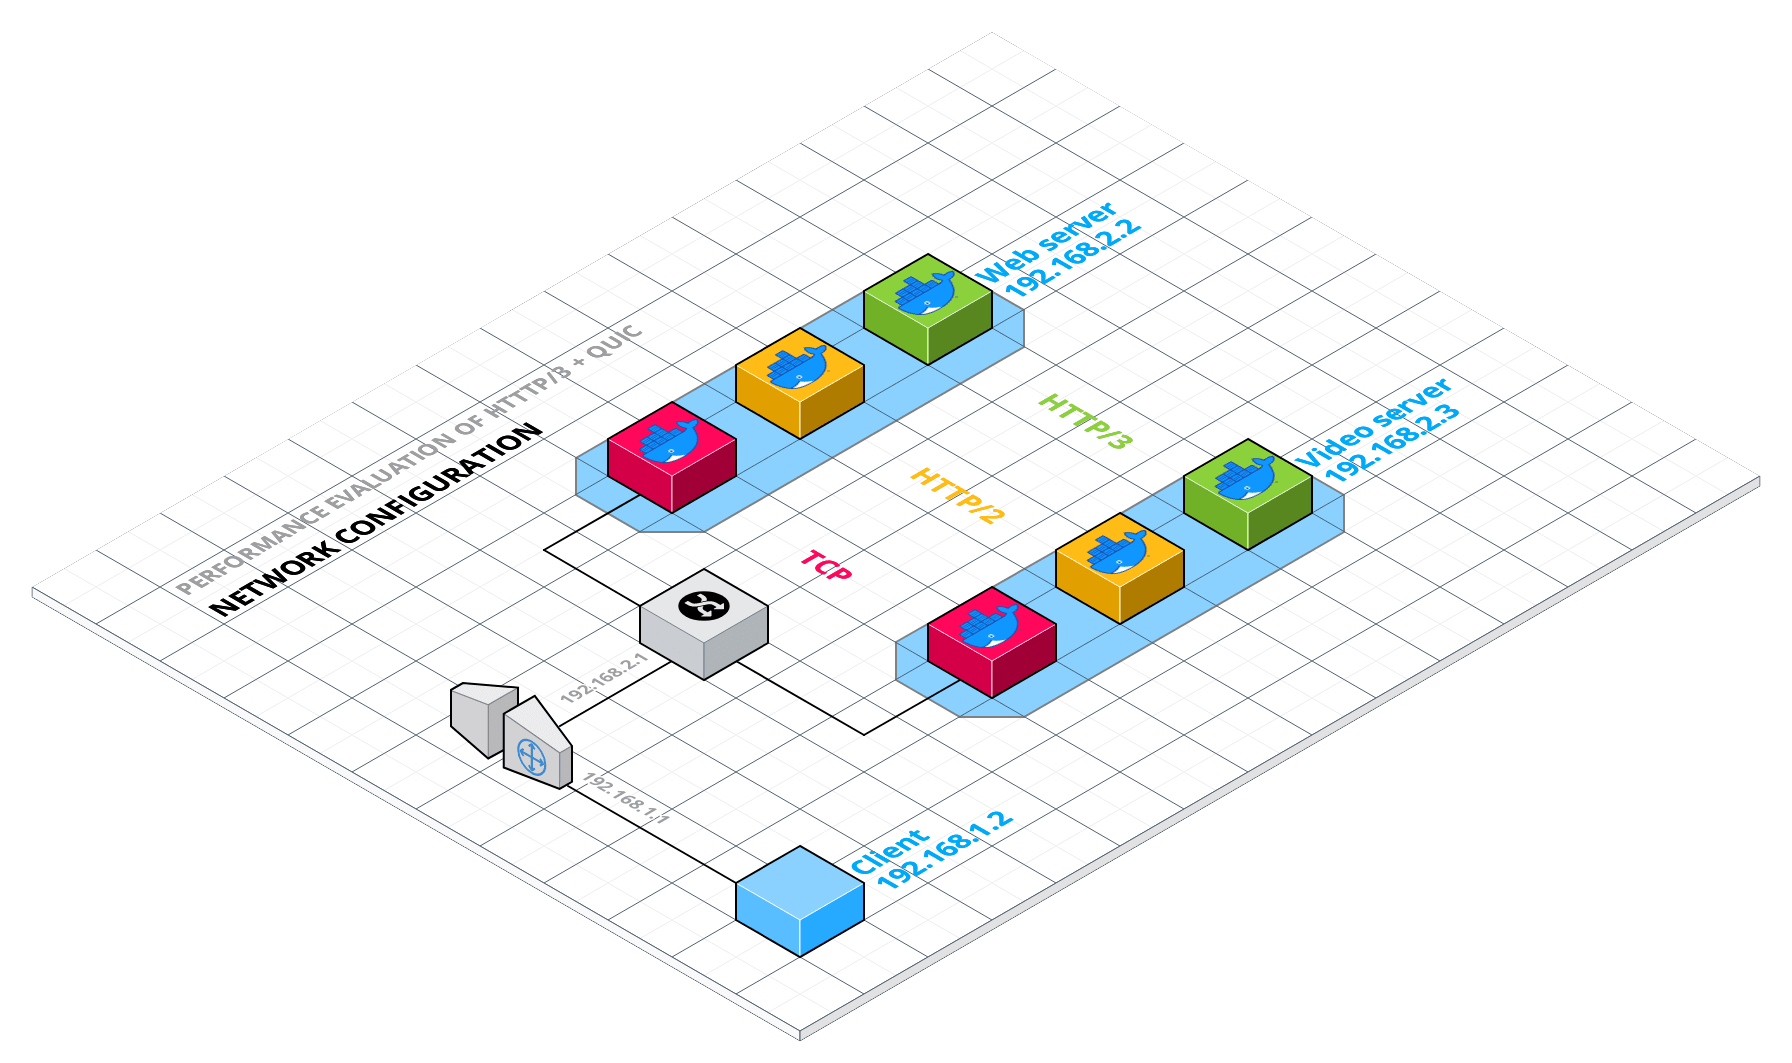 PERFORMANCE EVALUATION OF HTTTP/3 + QUIC
NETWORK CONFIGURATION
Web server
192.168.2.2
HTTP/3
HTTP/2
TCP
Video server
192.168.2.3
192.168.2.1
192.168.1.1
Client
192.168.1.2